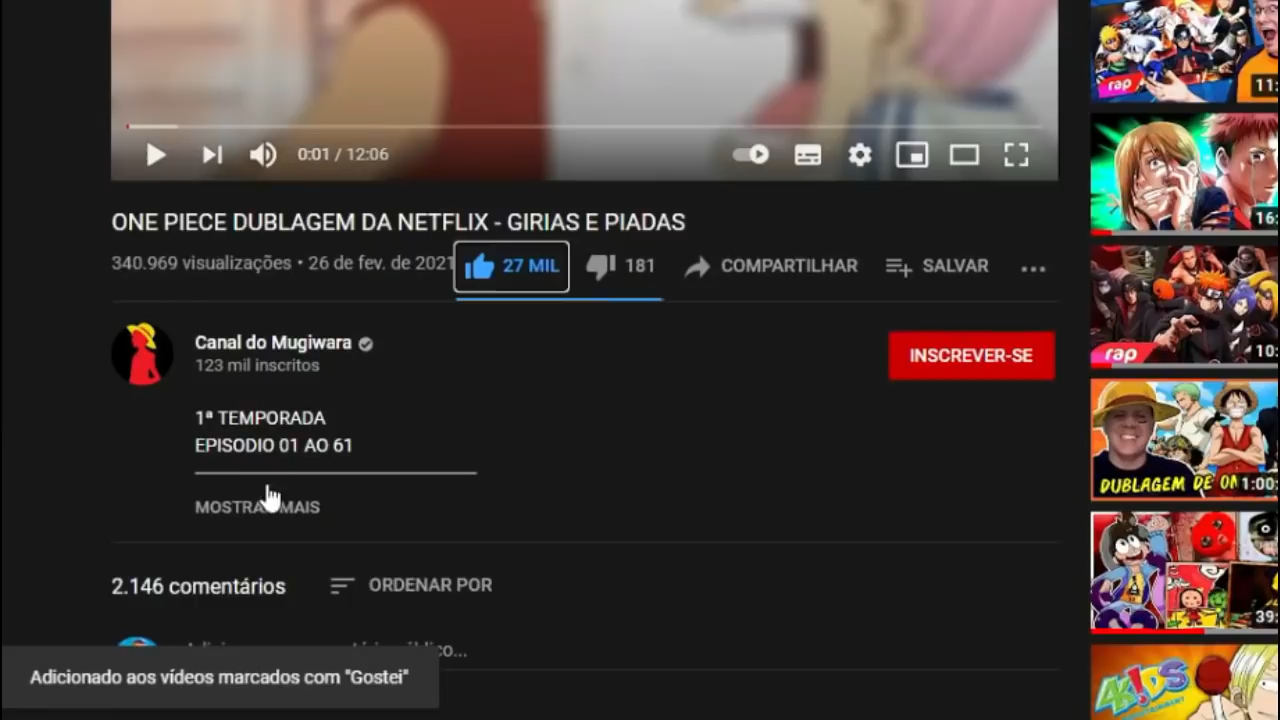 0:01 / 12:06
ONE PIECE DUBLAGEM DA NETFLIX - GIRIAS E PIADAS
340.969 visualizações • 26 de fev. de 2021
27 MIL
181
COMPARTILHAR
SALVAR
Canal do Mugiwara
123 mil inscritos
INSCREVER-SE
1ª TEMPORADA
EPISODIO 01 AO 61
MOSTRAR MAIS
2.146 comentários
ORDENAR POR
Adicionado aos vídeos marcados com "Gostei"
rap
11:
16:
rap
10:
DUBLAGEM DE
1:00:
39:
4K!DS